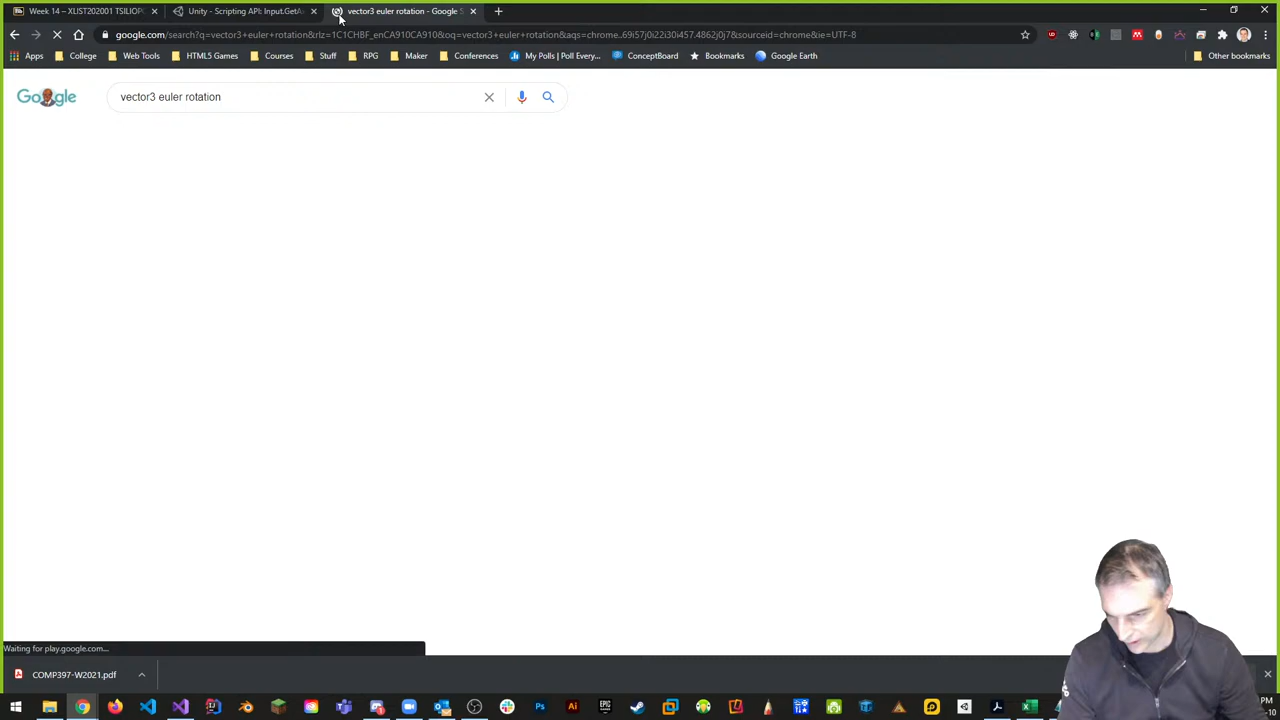 Week 14 – XLIST202001 TSILIOP
Unity - Scripting API: Input.GetAx
vector3 euler rotation - Google S
google.com/search?q=vector3+euler+rotation&rlz=1C1CHBF_enCA910CA910&oq=vector3+euler+rotation&aqs=chrome..69i57j0i22i30i457.4862j0j7&sourceid=chrome&ie=UTF-8
Apps College Web Tools HTML5 Games Courses Stuff RPG Maker Conferences My Polls | Poll Every... ConceptBoard Bookmarks Google Earth Other bookmarks
Google
vector3 euler rotation
Waiting for play.google.com...
COMP397-W2021.pdf